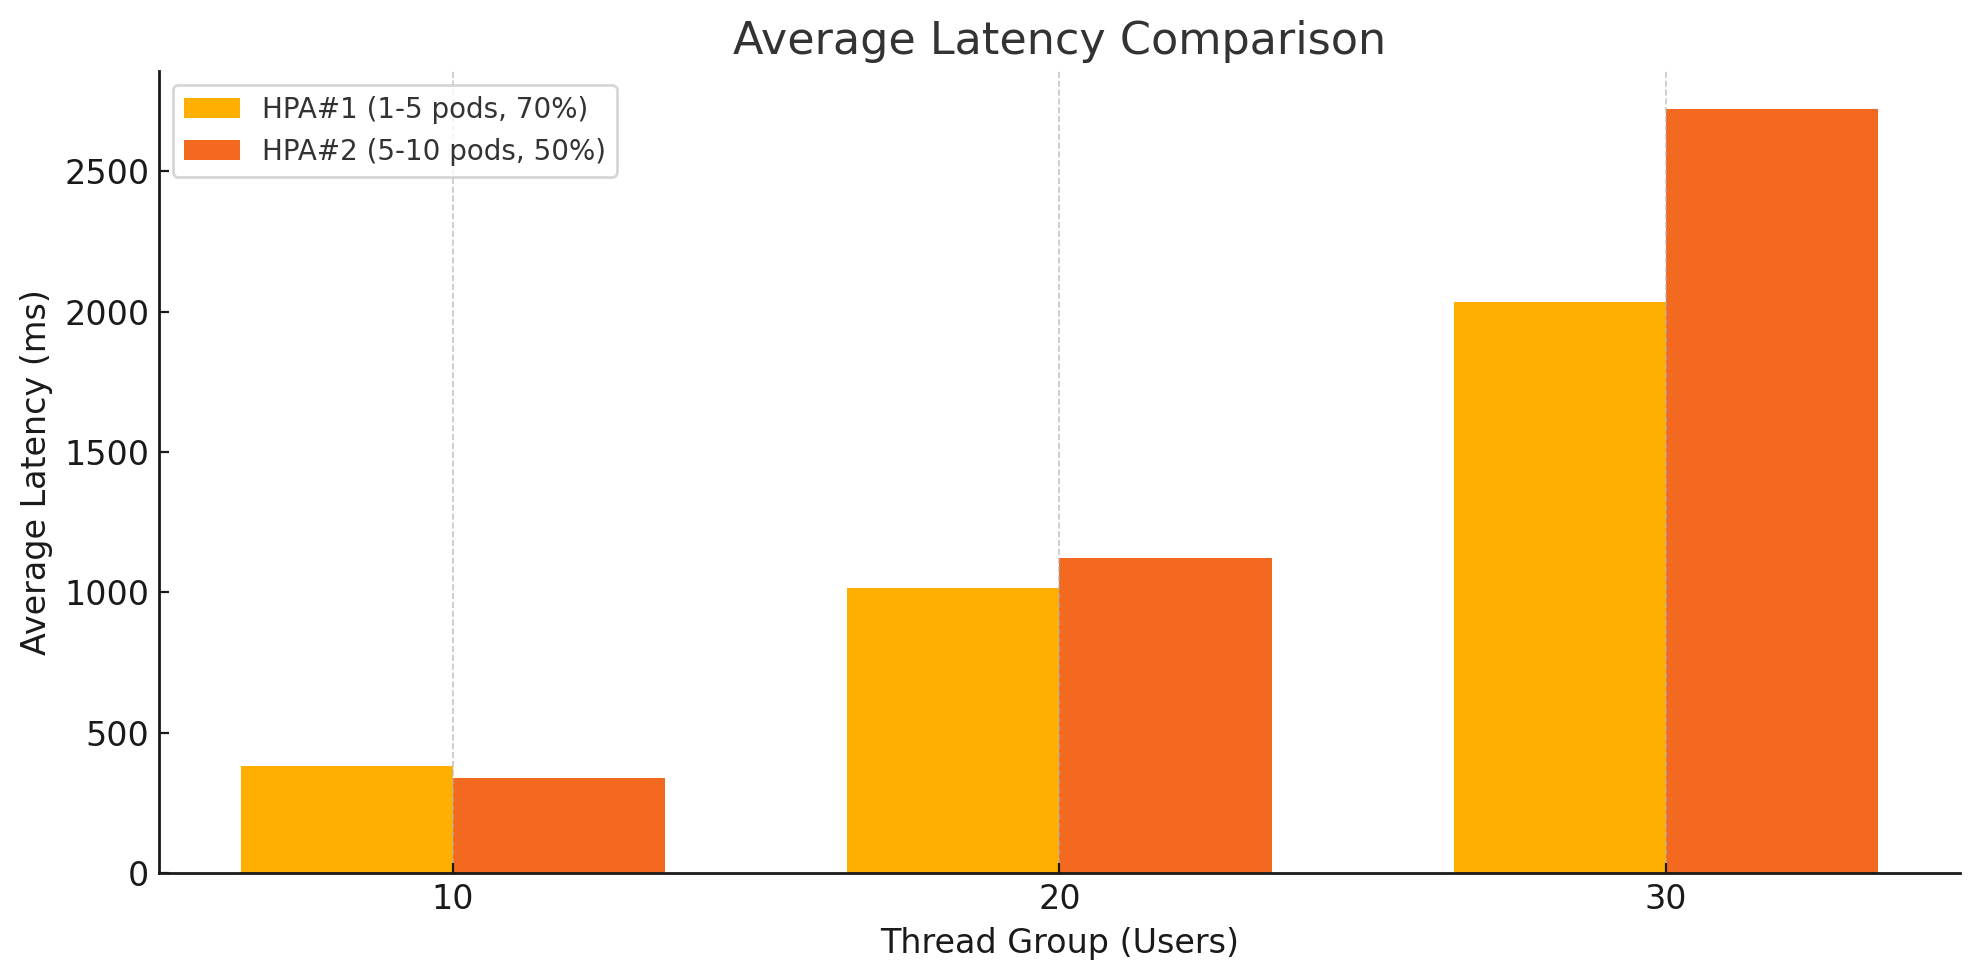 Average Latency Comparison
HPA#1 (1-5 pods, 70%)
HPA#2 (5-10 pods, 50%)
Average Latency (ms)
2500
2000
1500
1000
500
0
10
20
30
Thread Group (Users)